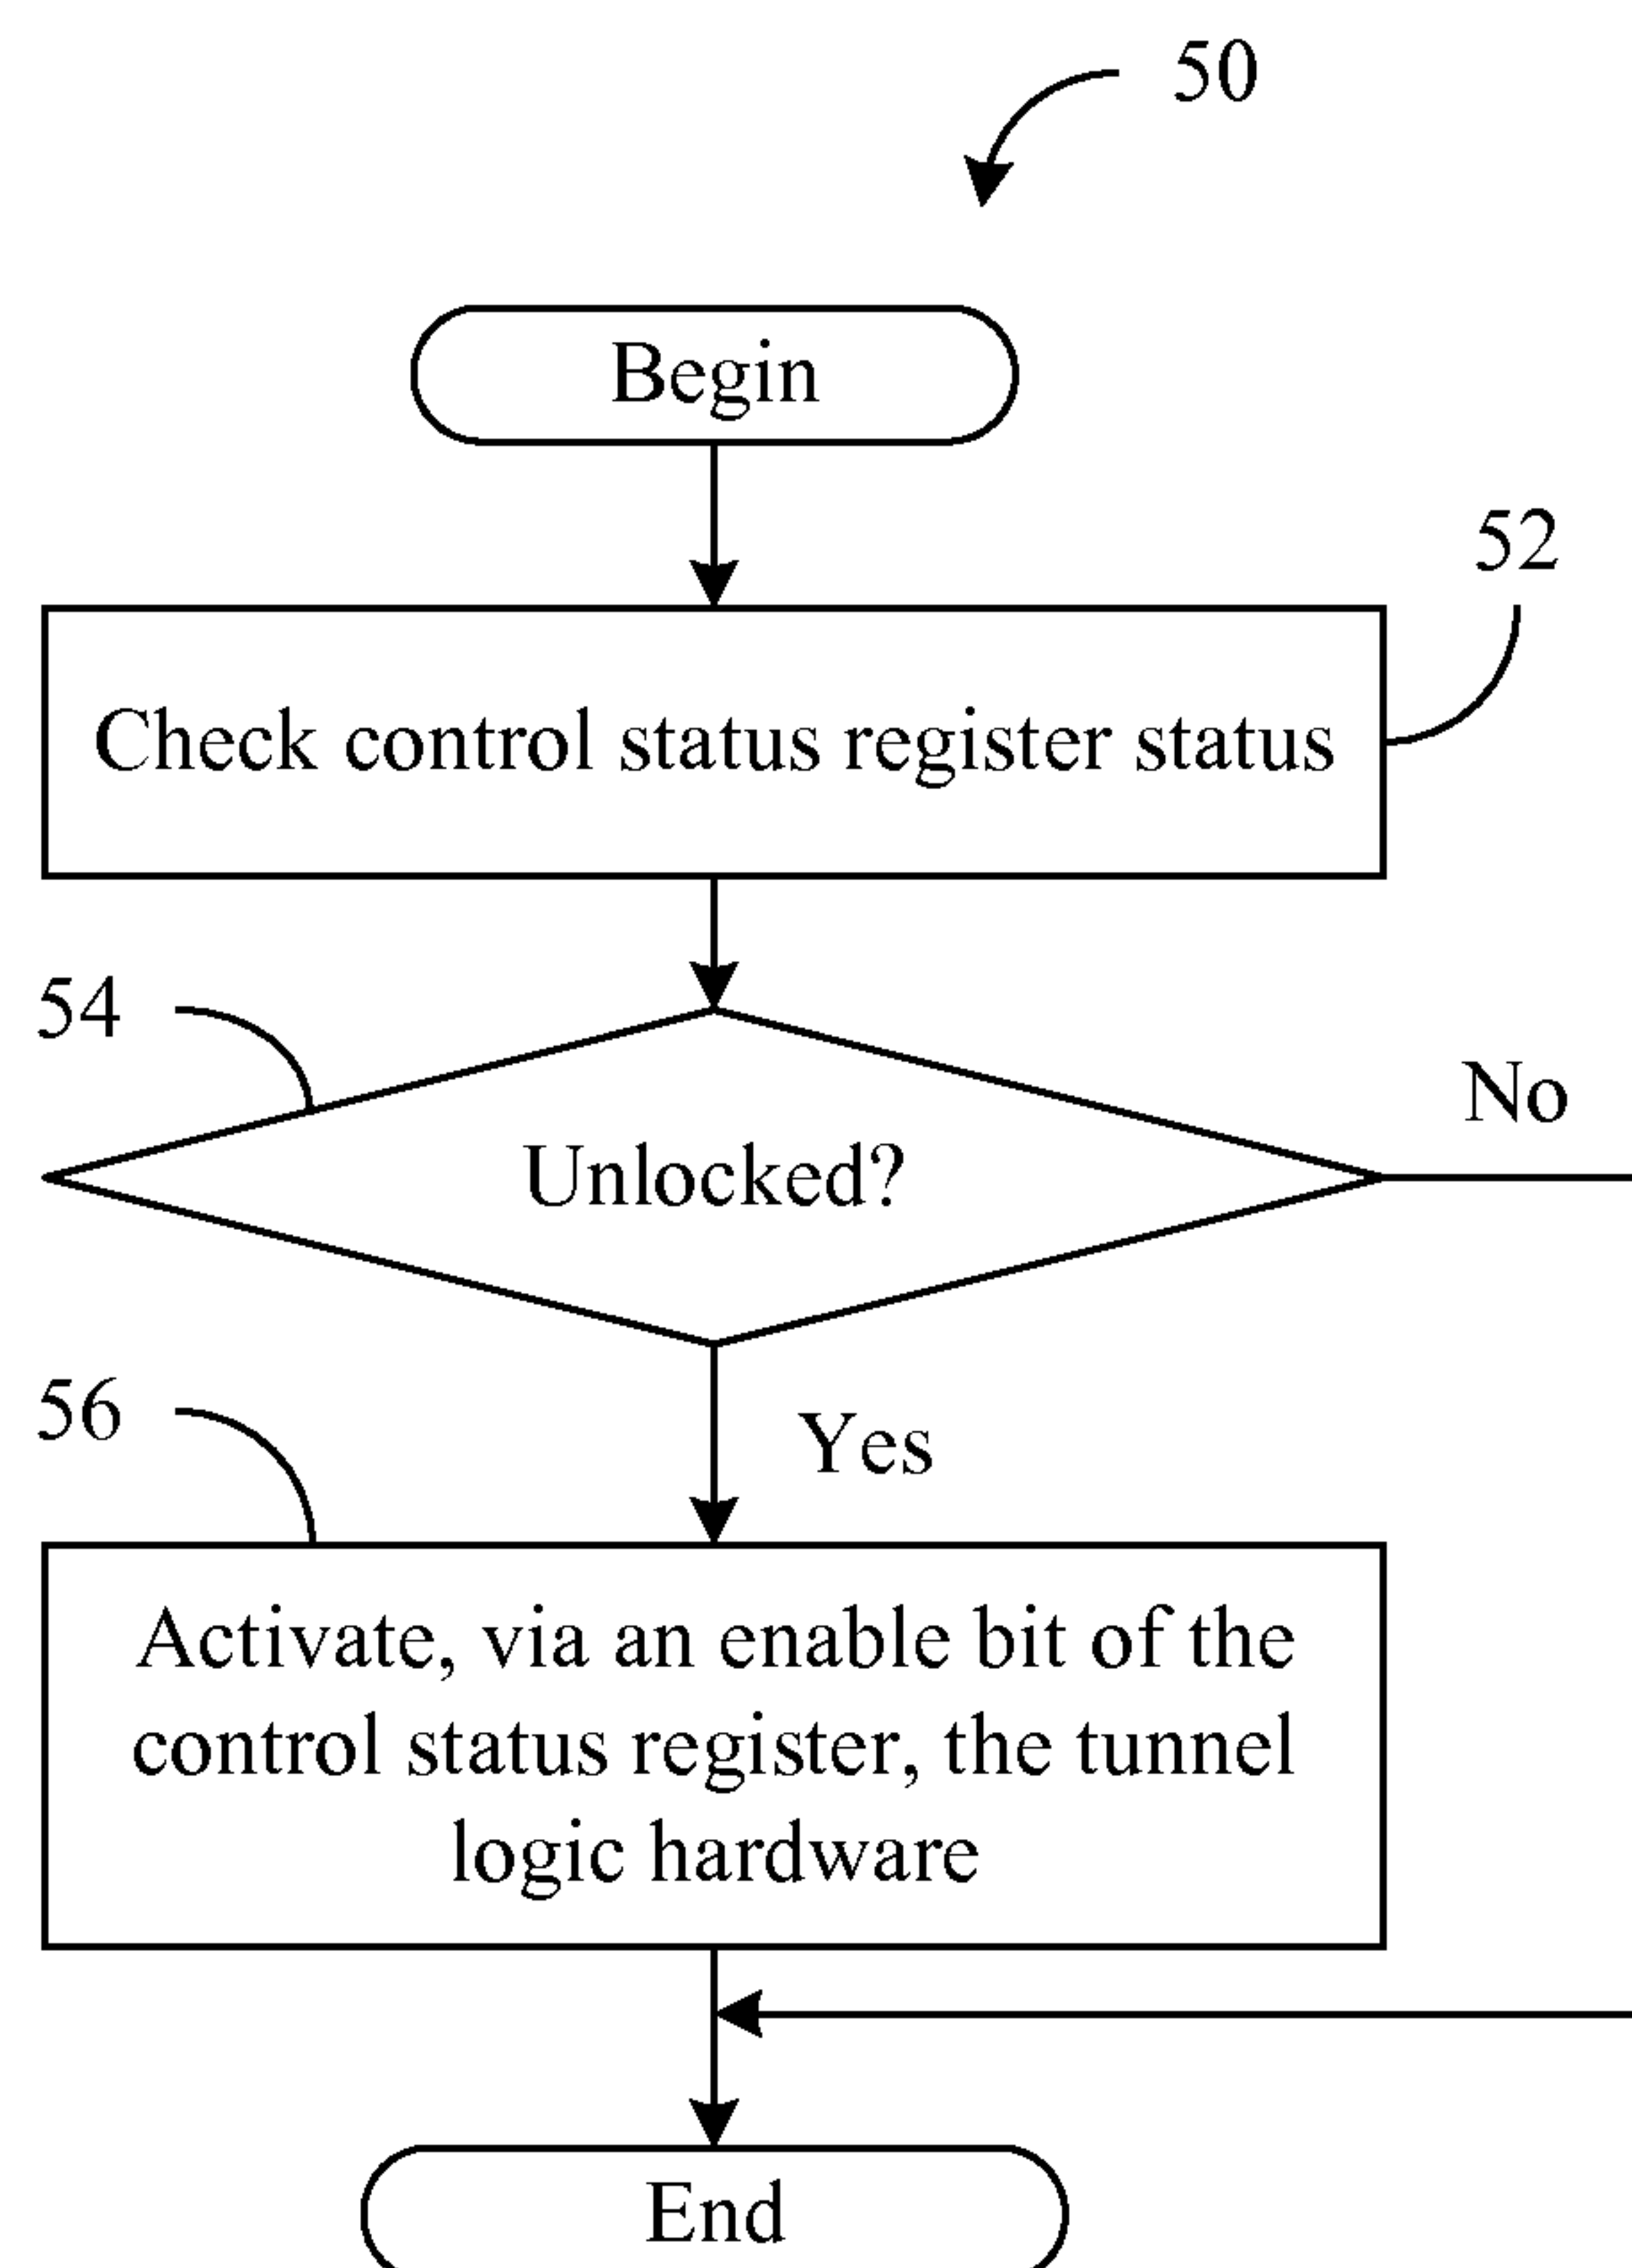 50
Begin
52
Check control status register status
54
Unlocked?
No
56
Yes
Activate, via an enable bit of the
control status register, the tunnel
logic hardware
End